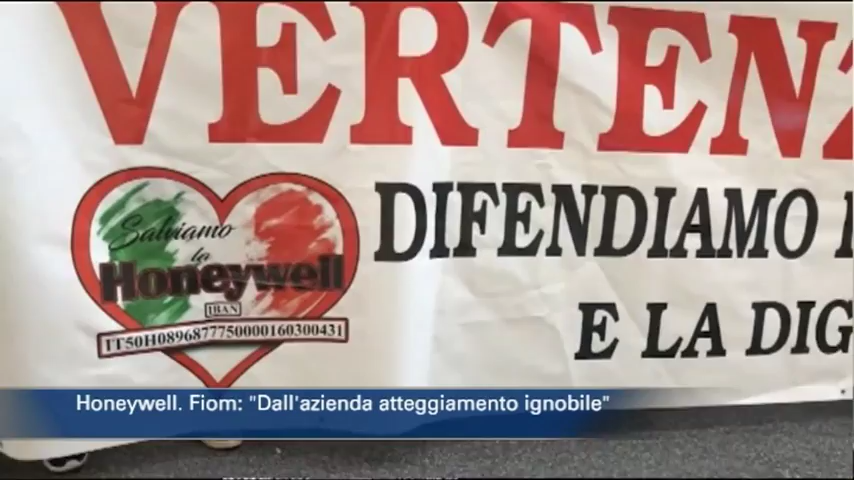 VERTEN
DIFENDIAMO
E LA DIG
Salviamo
la
Honeywell
IBAN
IT50H0896877750000160300431
Honeywell. Fiom: "Dall'azienda atteggiamento ignobile"